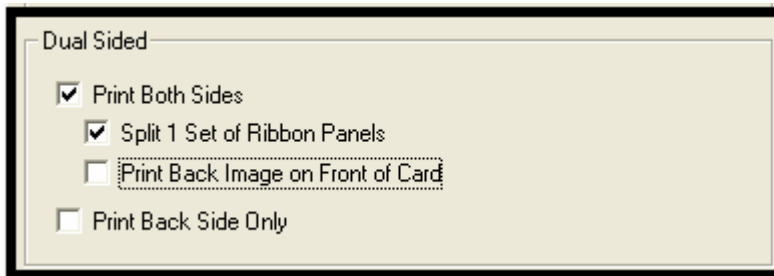 Dual Sided
Print Both Sides
Split 1 Set of Ribbon Panels
Print Back Image on Front of Card
Print Back Side Only